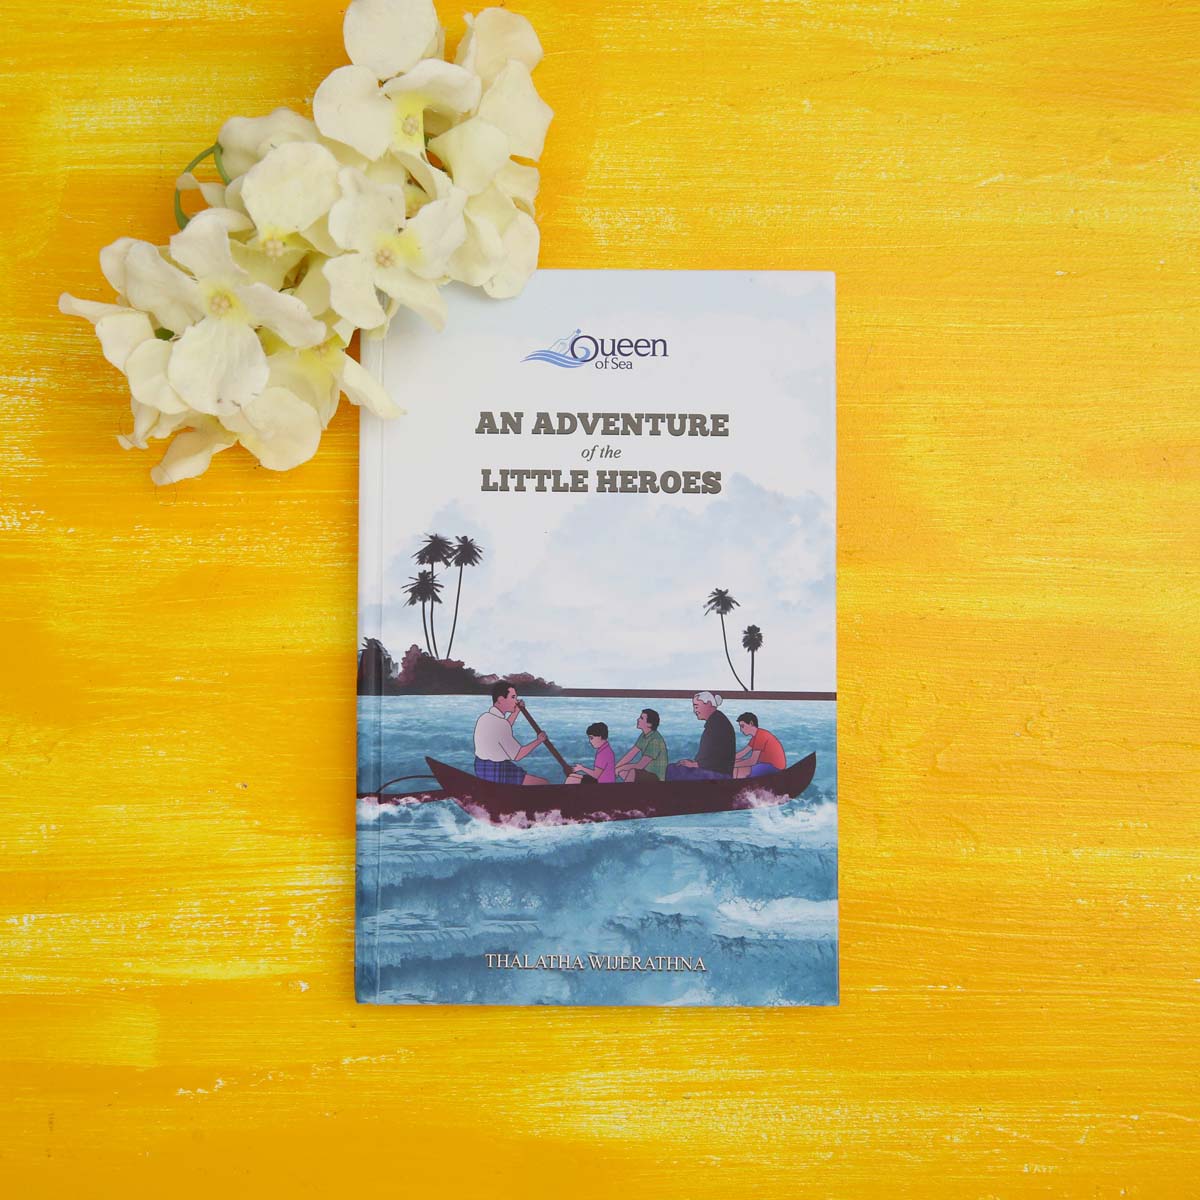 Queen
of Sea
AN ADVENTURE
of the
LITTLE HEROES
THALATHA WIJERATHNA